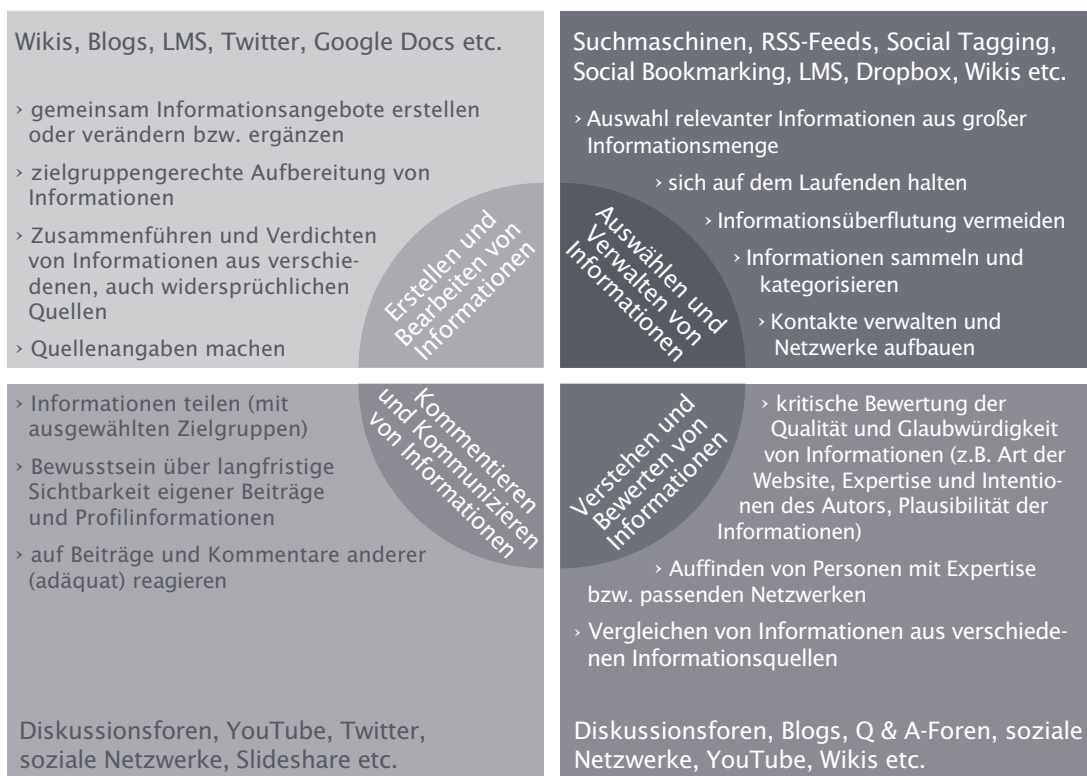 Wikis, Blogs, LMS, Twitter, Google Docs etc.
› gemeinsam Informationsangebote erstellen
oder verändern bzw. ergänzen
› zielgruppengerechte Aufbereitung von
Informationen
› Zusammenführen und Verdichten
von Informationen aus verschie-
denen, auch widersprüchlichen
Quellen
› Quellenangaben machen
Erstellen und
Bearbeiten von
Informationen
Suchmaschinen, RSS-Feeds, Social Tagging,
Social Bookmarking, LMS, Dropbox, Wikis etc.
› Auswahl relevanter Informationen aus großer
Informationsmenge
› sich auf dem Laufenden halten
› Informationsüberflutung vermeiden
› Informationen sammeln und
kategorisieren
› Kontakte verwalten und
Netzwerke aufbauen
Auswählen und
Verwalten von
Informationen
› Informationen teilen (mit
ausgewählten Zielgruppen)
› Bewusstsein über langfristige
Sichtbarkeit eigener Beiträge
und Profilinformationen
› auf Beiträge und Kommentare anderer
(adäquat) reagieren
Kommentieren
und Kommunizieren
von Informationen
Diskussionsforen, YouTube, Twitter,
soziale Netzwerke, Slideshare etc.
Verstehen und
Bewerten von
Informationen
› kritische Bewertung der
Qualität und Glaubwürdigkeit
von Informationen (z.B. Art der
Website, Expertise und Intentio-
nen des Autors, Plausibilität der
Informationen)
› Auffinden von Personen mit Expertise
bzw. passenden Netzwerken
› Vergleichen von Informationen aus verschiede-
nen Informationsquellen
Diskussionsforen, Blogs, Q & A-Foren, soziale
Netzwerke, YouTube, Wikis etc.